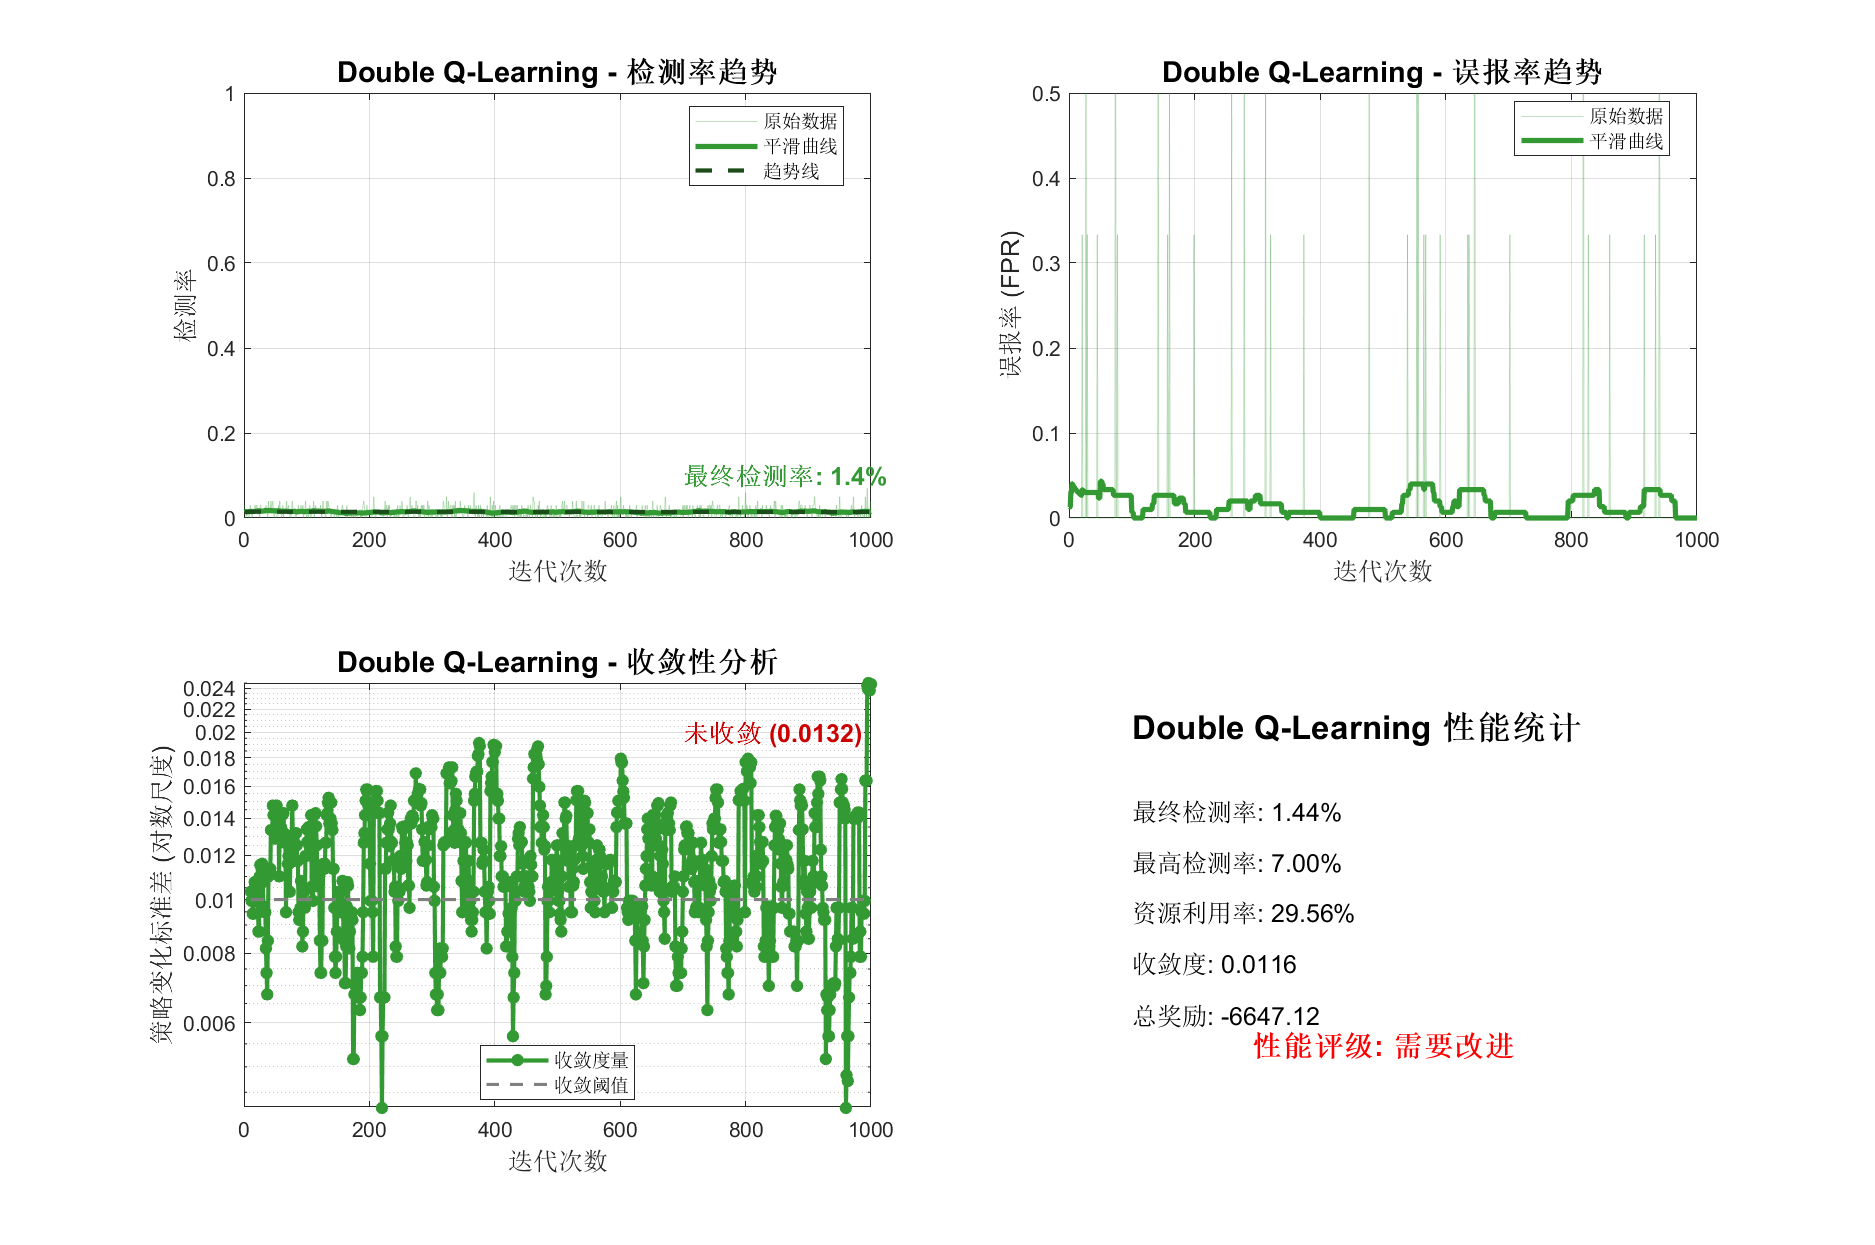 Double Q-Learning - 检测率趋势
1
0.8
0.6
0.4
0.2
0
检测率
原始数据
平滑曲线
趋势线
最终检测率: 1.4%
0
200
400
600
800
1000
迭代次数
Double Q-Learning - 误报率趋势
0.5
0.4
0.3
0.2
0.1
0
误报率 (FPR)
原始数据
平滑曲线
0
200
400
600
800
1000
迭代次数
Double Q-Learning - 收敛性分析
0.024
0.022
0.02
0.018
0.016
0.014
0.012
0.01
0.008
0.006
策略变化标准差 (对数尺度)
未收敛 (0.0132)
收敛度量
收敛阈值
0
200
400
600
800
1000
迭代次数
Double Q-Learning 性能统计
最终检测率: 1.44%
最高检测率: 7.00%
资源利用率: 29.56%
收敛度: 0.0116
总奖励: -6647.12
性能评级: 需要改进